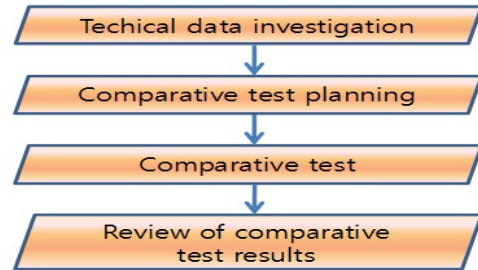 Techical data investigation
Comparative test planning
Comparative test
Review of comparative
test results